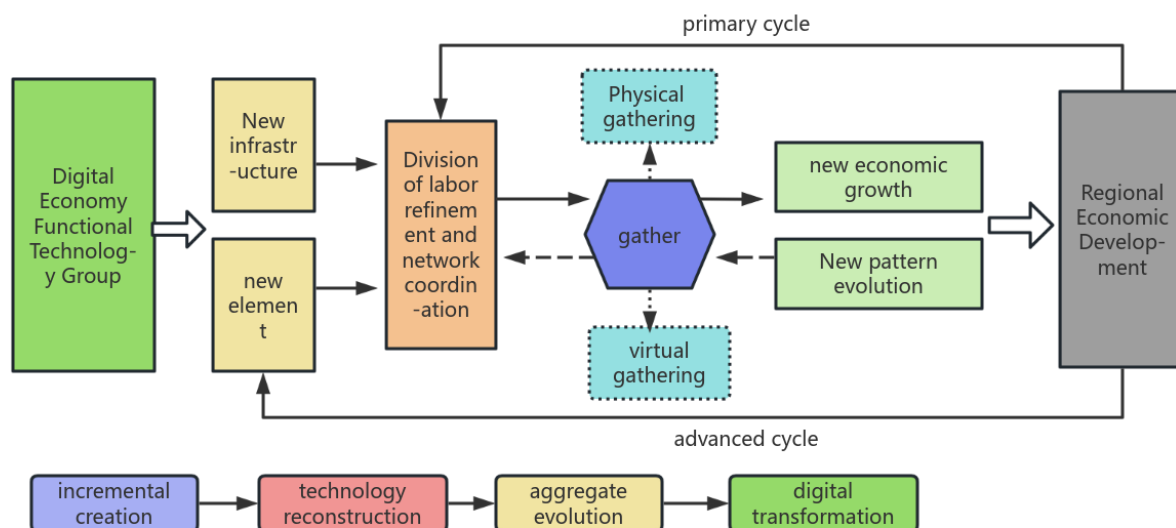 primary cycle
Digital
Economy
Functional
Technolog-
y Group
New
infrastr
-ucture
new
elemen
t
Division
of labor
refinem
ent and
network
coordin
-ation
Physical
gathering
gather
virtual
gathering
new economic
growth
New pattern
evolution
Regional
Economic
Develop-
ment
advanced cycle
incremental
creation
technology
reconstruction
aggregate
evolution
digital
transformation